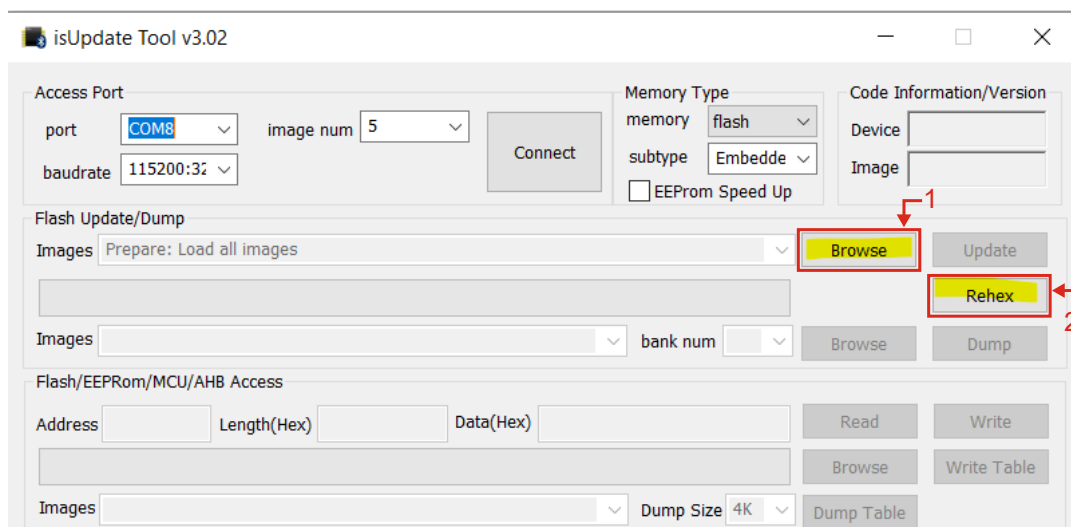 isUpdate Tool v3.02
Access Port
port COM8 image num 5
baudrate 115200:32
Connect
Memory Type
memory flash
subtype Embedde
EEProm Speed Up
Code Information/Version
Device
Image
1
Flash Update/Dump
Images Prepare: Load all images Browse Update
Rehex
2
Images bank num Browse Dump
Flash/EEPRom/MCU/AHB Access
Address Length(Hex) Data(Hex) Read Write
Browse Write Table
Images Dump Size 4K Dump Table